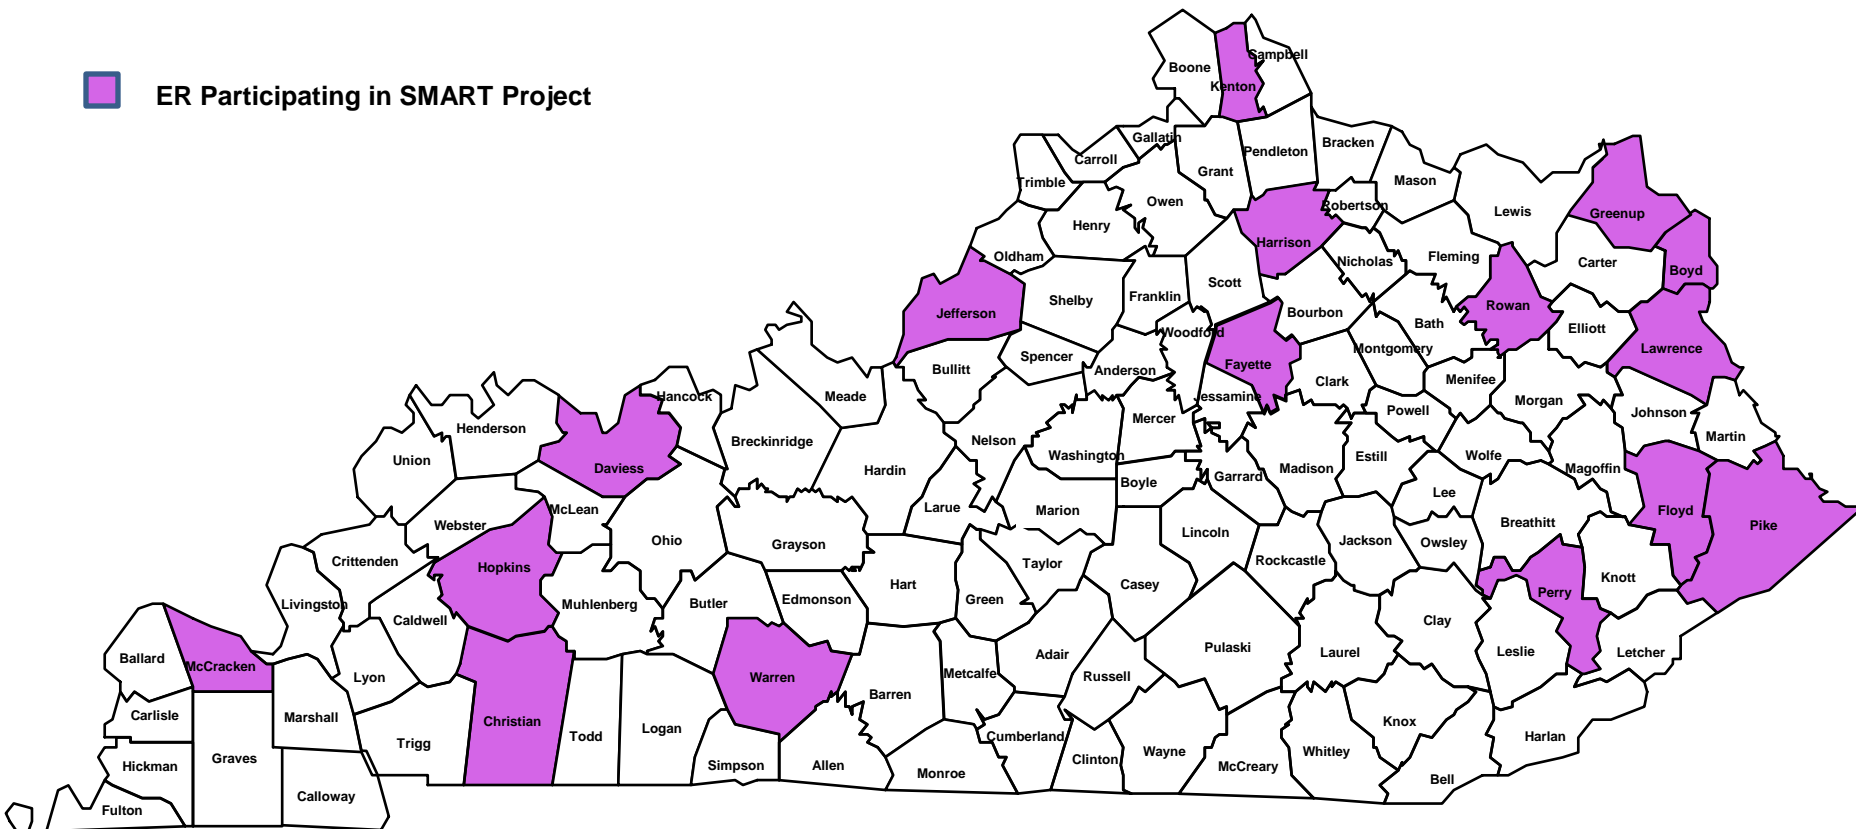 ER Participating in SMART Project
Campbell
Boone
Kenton
Gallatin
Bracken
Carroll
Pendleton
Grant
Trimble
Mason
Owen
Robertson
Lewis
Greenup
Henry
Harrison
Oldham
Nicholas
Fleming
Carter
Boyd
Scott
Shelby
Franklin
Jefferson
Bourbon
Rowan
Bath
Elliott
Woodford
Montgomery
Lawrence
Spencer
Fayette
Bullitt
Anderson
Clark
Menifee
Meade
Hancock
Jessamine
Morgan
Powell
Johnson
Henderson
Mercer
Martin
Breckinridge
Nelson
Washington
Estill
Wolfe
Union
Daviess
Hardin
Madison
Magoffin
Garrard
Boyle
Lee
McLean
Larue
Marion
Floyd
Webster
Breathitt
Pike
Lincoln
Ohio
Grayson
Jackson
Owsley
Crittenden
Hopkins
Taylor
Rockcastle
Knott
Hart
Casey
Perry
Livingston
Muhlenberg
Butler
Edmonson
Green
Caldwell
Clay
Ballard
McCracken
Adair
Pulaski
Laurel
Leslie
Letcher
Lyon
Warren
Metcalfe
Russell
Barren
Carlisle
Marshall
Christian
Logan
Knox
Todd
Cumberland
Harlan
Trigg
Wayne
Whitley
Graves
Hickman
Simpson
Allen
Clinton
McCreary
Monroe
Bell
Calloway
Fulton